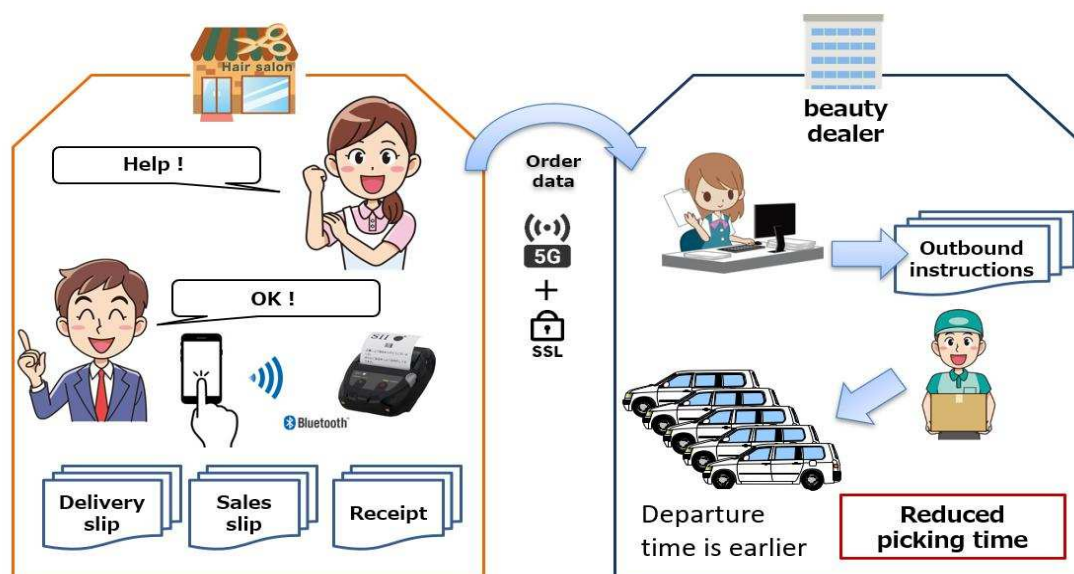 Hair salon
Help !
OK !
SII
Bluetooth
Delivery
slip
Sales
slip
Receipt
Order
data
5G
+
SSL
beauty
dealer
Outbound
instructions
Departure
time is earlier
Reduced
picking time